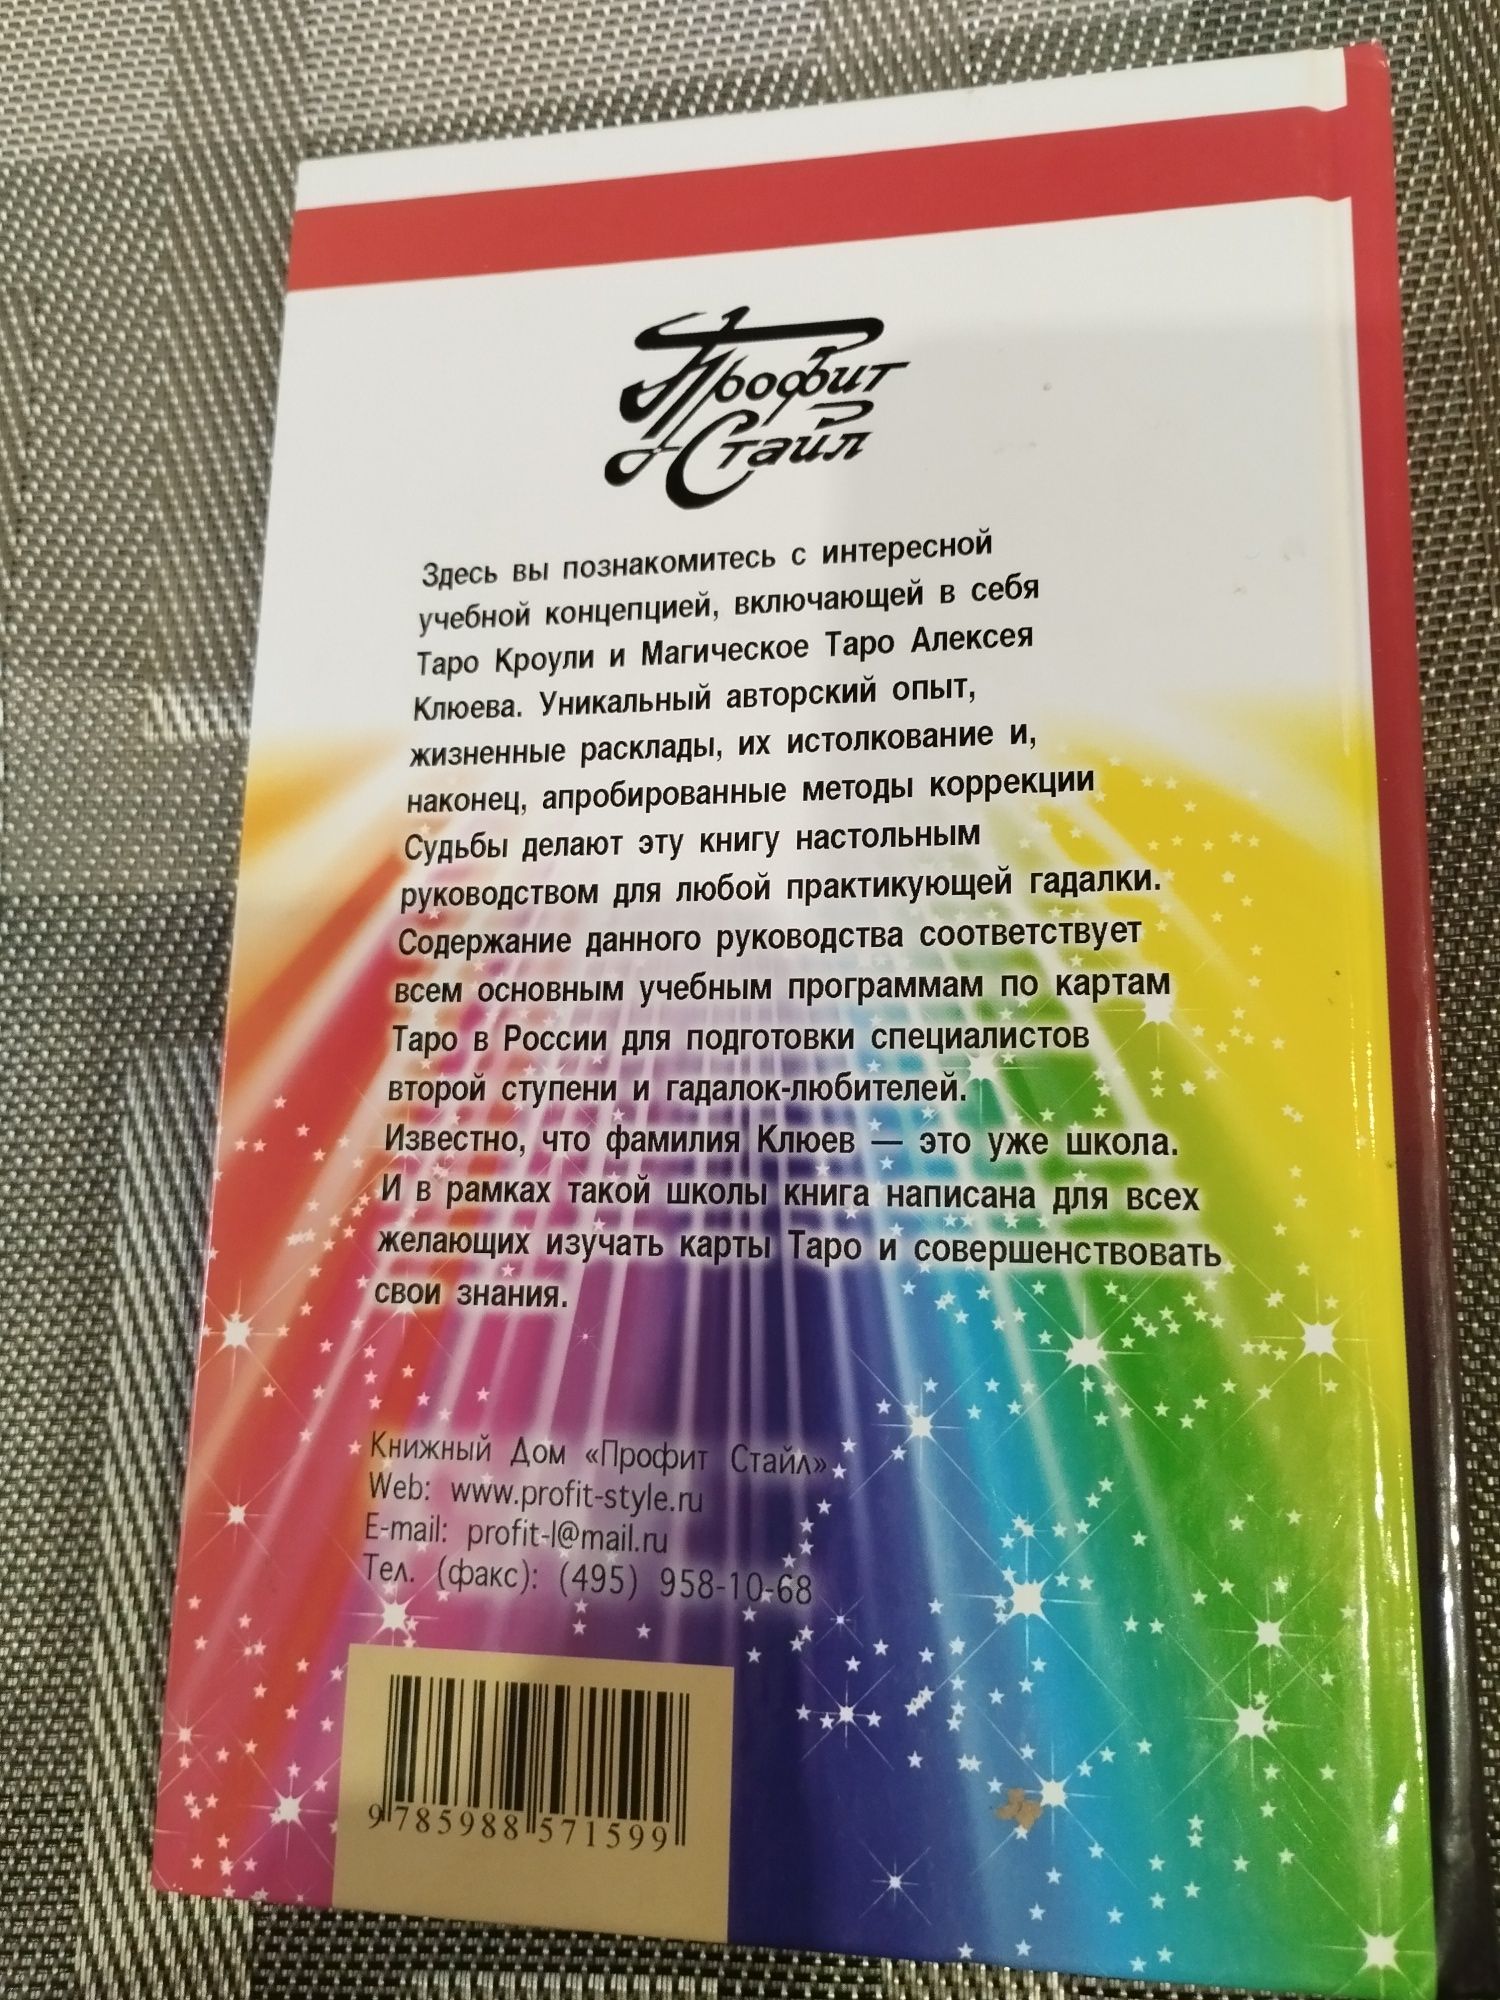 Профит
Стайл
Здесь вы познакомитесь с интересной
учебной концепцией, включающей в себя
Таро Кроули и Магическое Таро Алексея
Клюева. Уникальный авторский опыт,
жизненные расклады, их истолкование и,
наконец, апробированные методы коррекции
Судьбы делают эту книгу настольным
руководством для любой практикующей гадалки.
Содержание данного руководства соответствует
всем основным учебным программам по картам
Таро в России для подготовки специалистов
второй ступени и гадалок-любителей.
Известно, что фамилия Клюев — это уже школа.
И в рамках такой школы книга написана для всех
желающих изучать карты Таро и совершенствовать
свои знания.
Книжный Дом «Профит Стайл»
Web: www.profit-style.ru
E-mail: profit-l@mail.ru
Тел. (факс): (495) 958-10-68
9 785988 571599